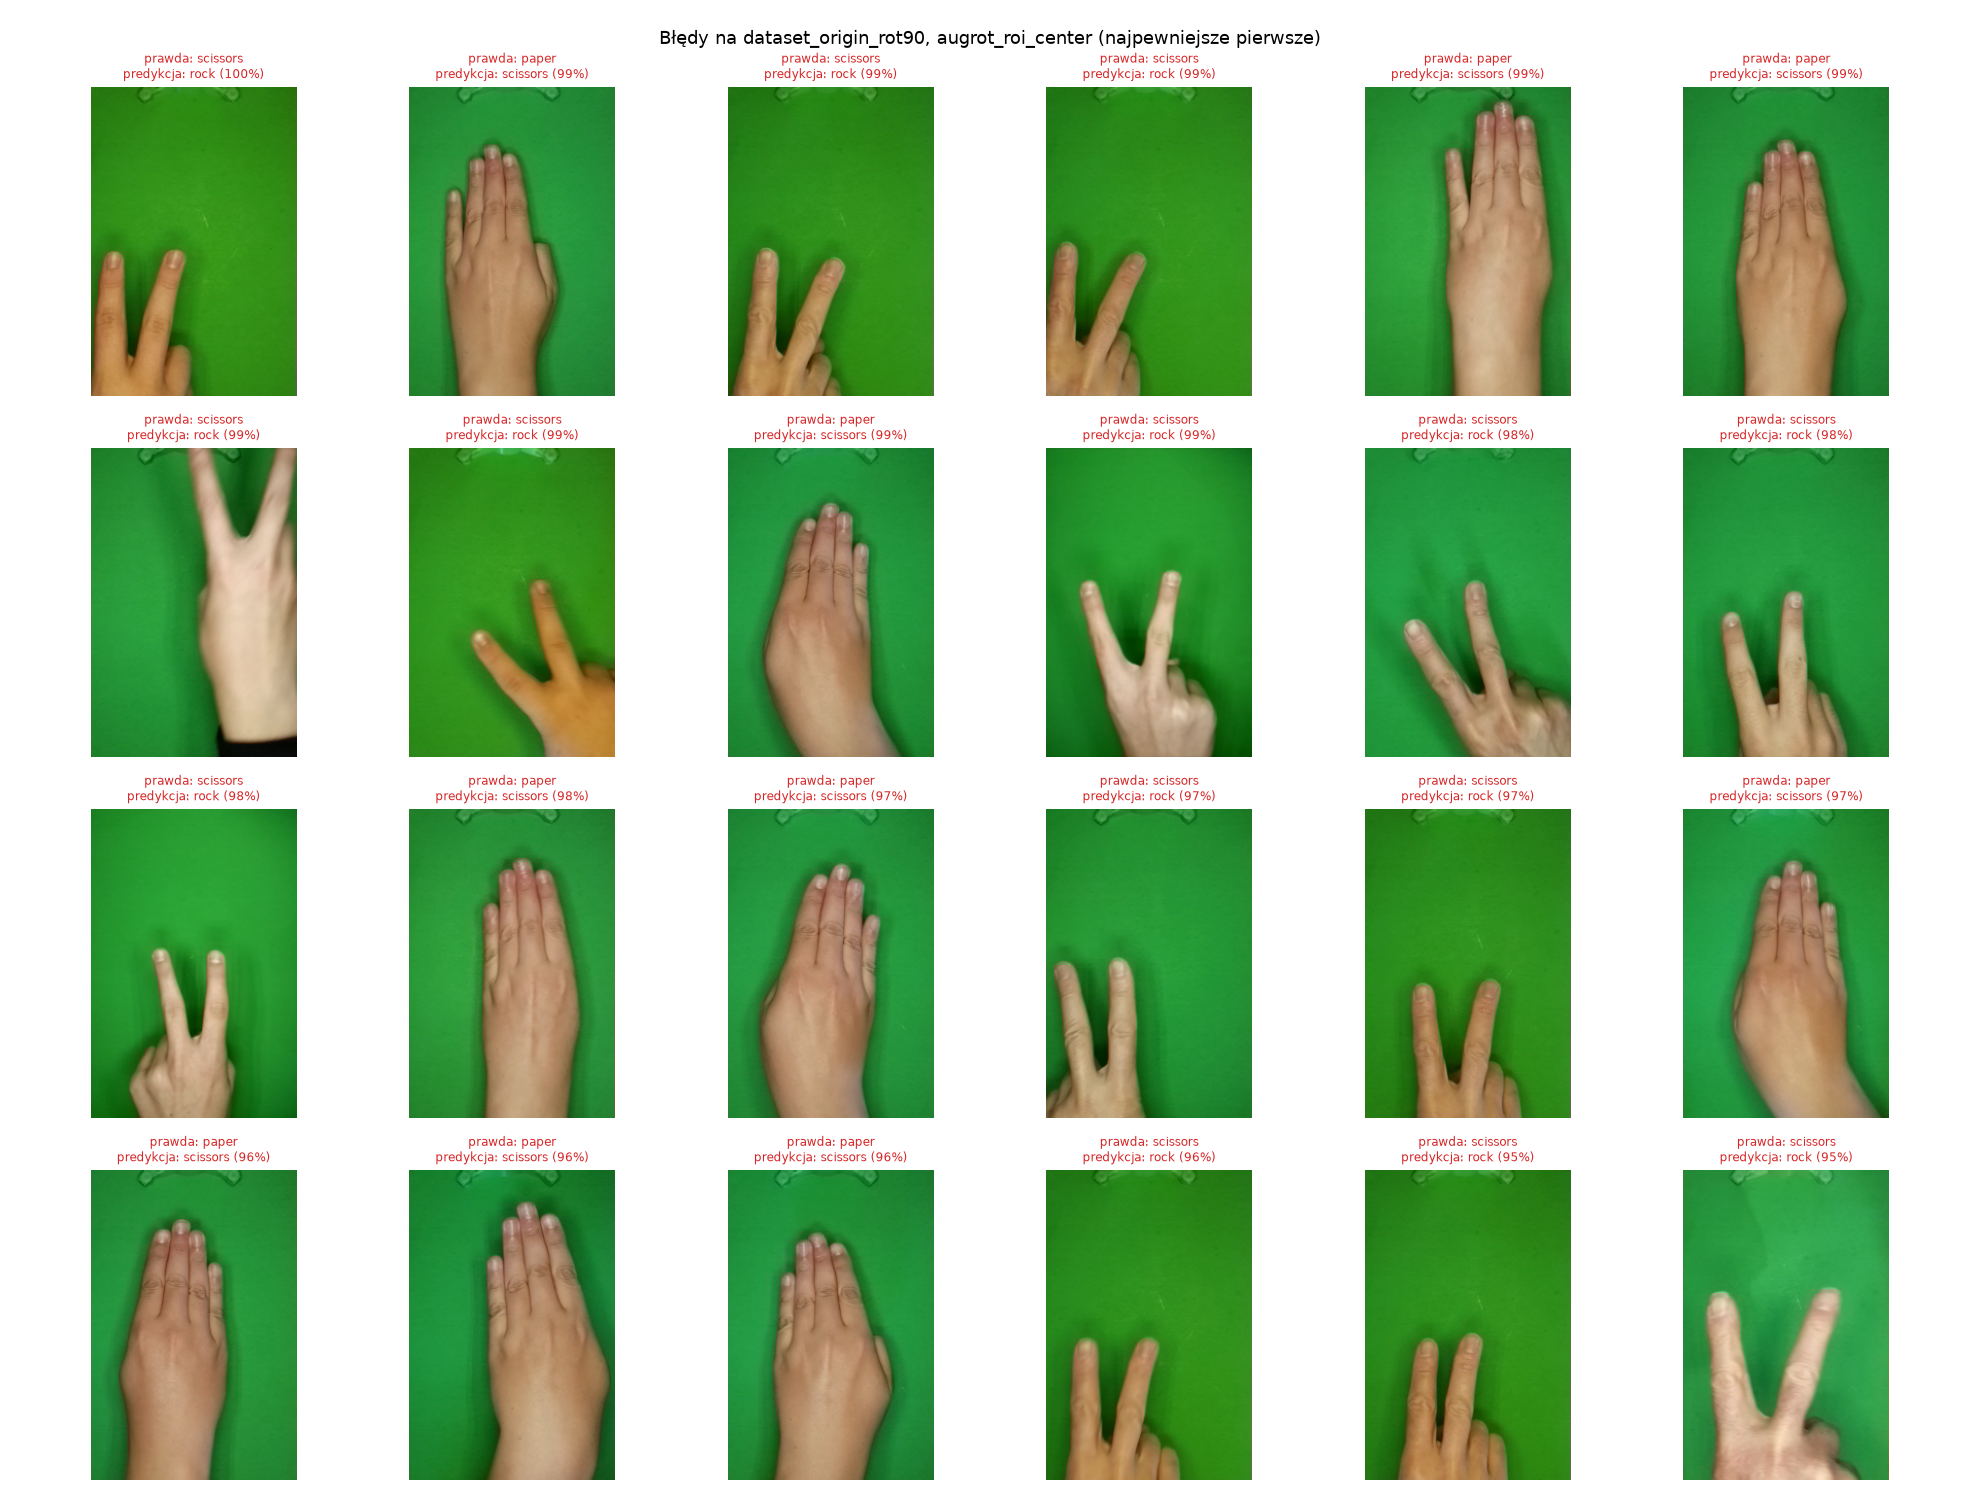 Błędy na dataset_origin_rot90, augrot_roi_center (najpewniejsze pierwsze)
prawda: scissors
predykcja: rock (100%)
prawda: paper
predykcja: scissors (99%)
prawda: scissors
predykcja: rock (99%)
prawda: scissors
predykcja: rock (99%)
prawda: paper
predykcja: scissors (99%)
prawda: paper
predykcja: scissors (99%)
prawda: scissors
predykcja: rock (99%)
prawda: scissors
predykcja: rock (99%)
prawda: paper
predykcja: scissors (99%)
prawda: scissors
predykcja: rock (99%)
prawda: scissors
predykcja: rock (98%)
prawda: scissors
predykcja: rock (98%)
prawda: scissors
predykcja: rock (98%)
prawda: paper
predykcja: scissors (98%)
prawda: paper
predykcja: scissors (97%)
prawda: scissors
predykcja: rock (97%)
prawda: scissors
predykcja: rock (97%)
prawda: paper
predykcja: scissors (97%)
prawda: paper
predykcja: scissors (96%)
prawda: paper
predykcja: scissors (96%)
prawda: paper
predykcja: scissors (96%)
prawda: scissors
predykcja: rock (96%)
prawda: scissors
predykcja: rock (95%)
prawda: scissors
predykcja: rock (95%)